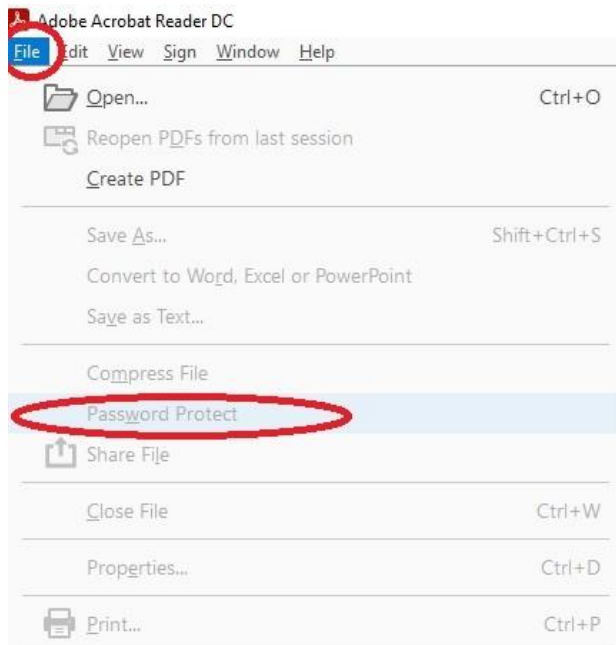 Adobe Acrobat Reader DC
File Edit View Sign Window Help
Open... Ctrl+O
Reopen PDFs from last session
Create PDF
Save As... Shift+Ctrl+S
Convert to Word, Excel or PowerPoint
Save as Text...
Compress File
Password Protect
Share File
Close File Ctrl+W
Properties... Ctrl+D
Print... Ctrl+P